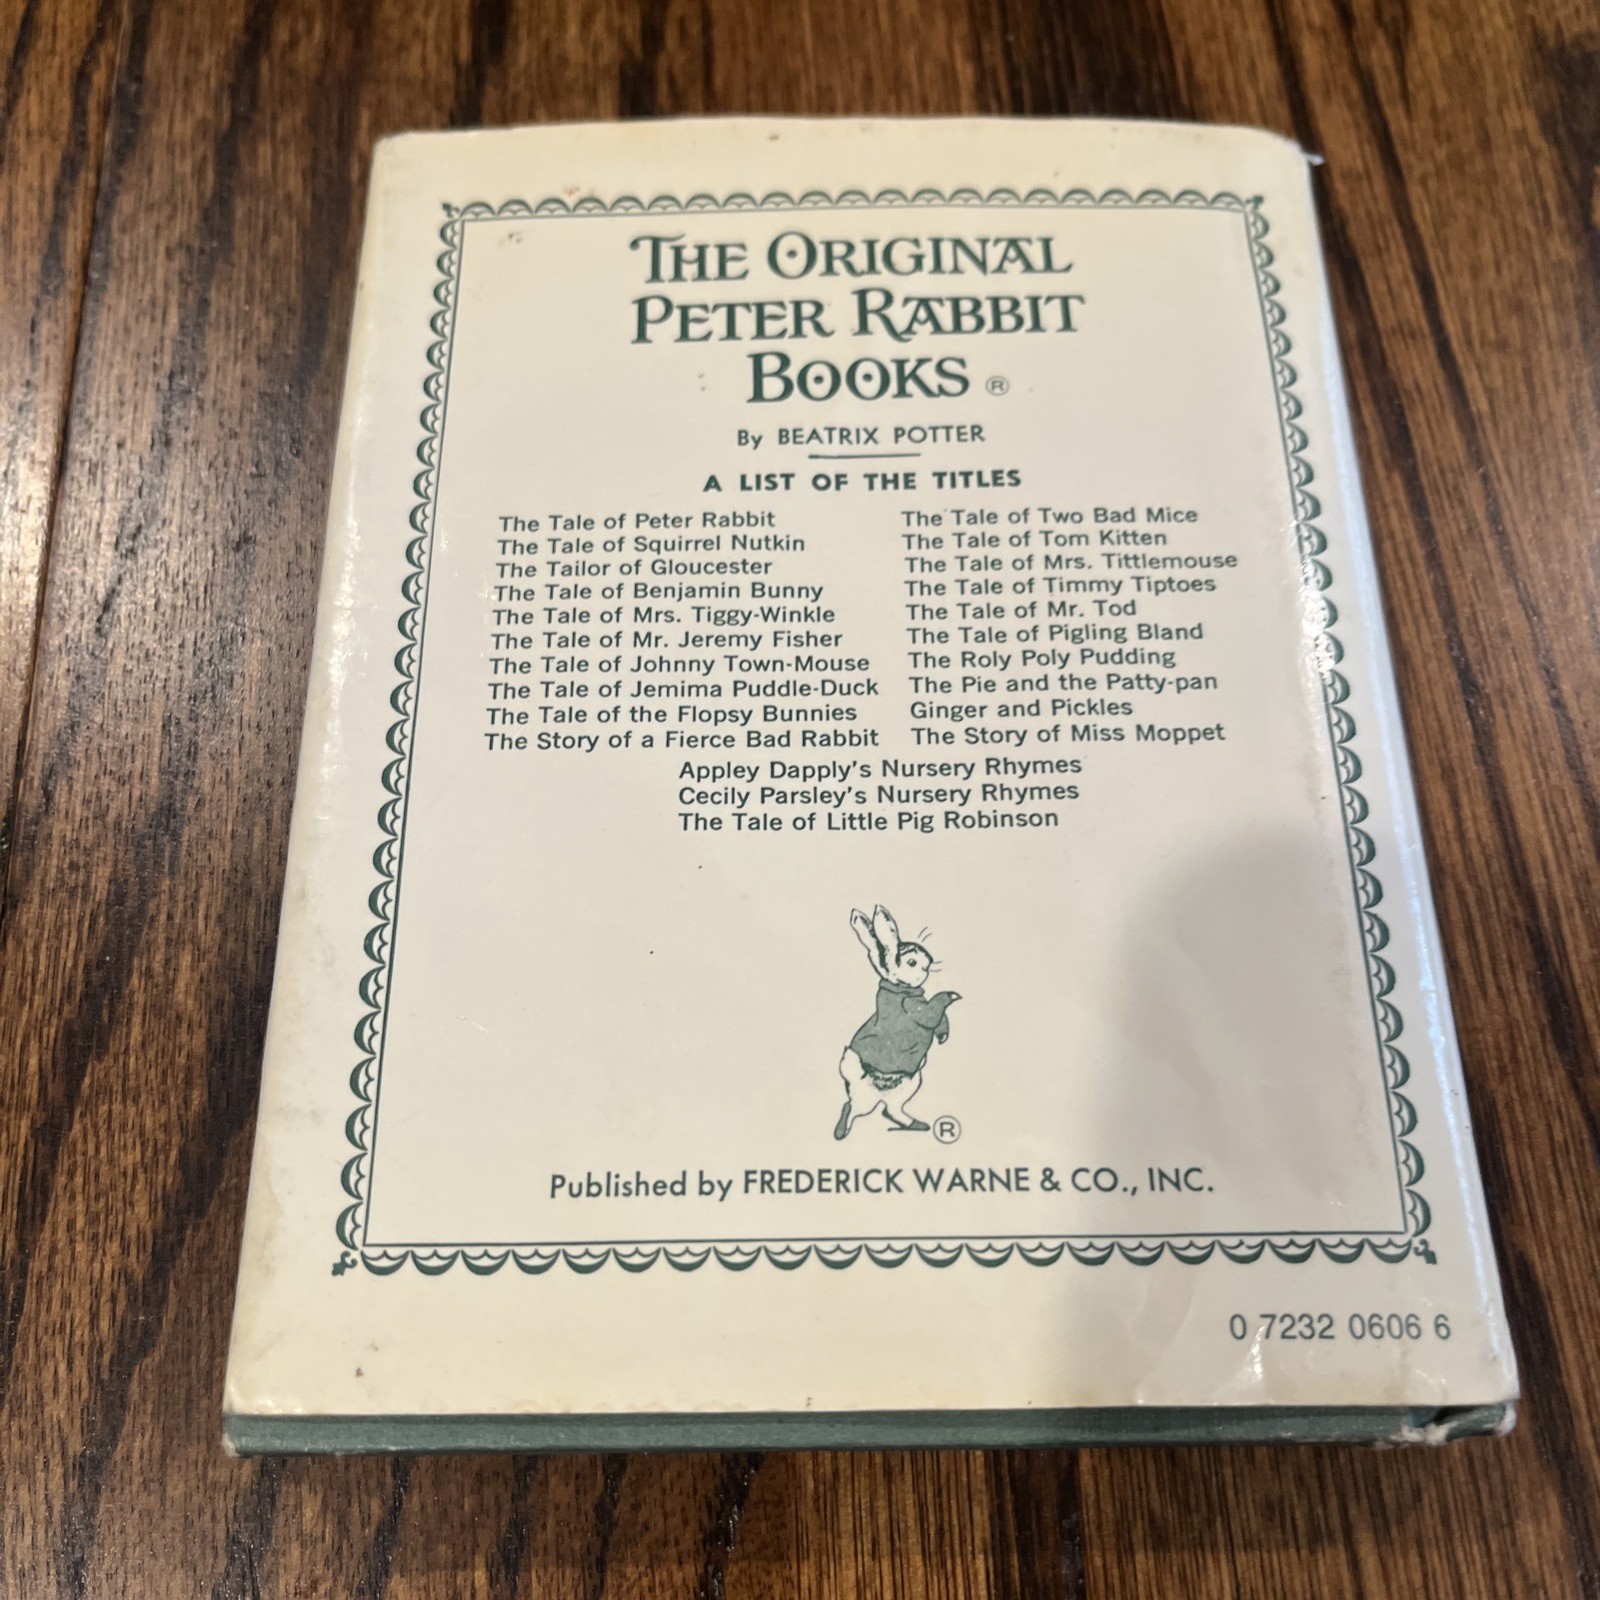 THE ORIGINAL
PETER RABBIT
BOOKS ®
By BEATRIX POTTER
A LIST OF THE TITLES
The Tale of Peter Rabbit
The Tale of Squirrel Nutkin
The Tailor of Gloucester
The Tale of Benjamin Bunny
The Tale of Mrs. Tiggy-Winkle
The Tale of Mr. Jeremy Fisher
The Tale of Johnny Town-Mouse
The Tale of Jemima Puddle-Duck
The Tale of the Flopsy Bunnies
The Story of a Fierce Bad Rabbit
The Tale of Two Bad Mice
The Tale of Tom Kitten
The Tale of Mrs. Tittlemouse
The Tale of Timmy Tiptoes
The Tale of Mr. Tod
The Tale of Pigling Bland
The Roly Poly Pudding
The Pie and the Patty-pan
Ginger and Pickles
The Story of Miss Moppet
Appley Dapply's Nursery Rhymes
Cecily Parsley's Nursery Rhymes
The Tale of Little Pig Robinson
®
Published by FREDERICK WARNE & CO., INC.
0 7232 0606 6